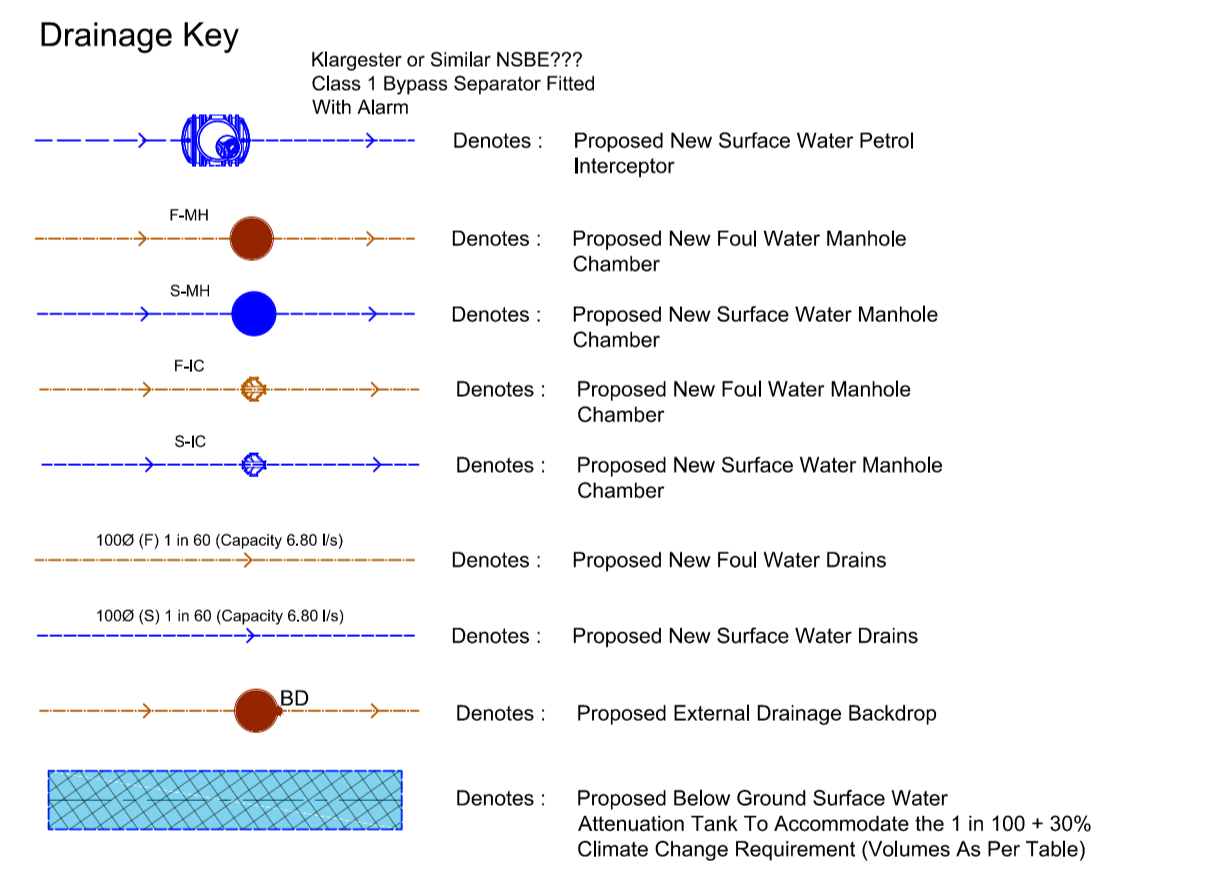 Drainage Key
Klargester or Similar NSBE???
Class 1 Bypass Separator Fitted
With Alarm
Denotes : Proposed New Surface Water Petrol
Interceptor
F-MH
Denotes : Proposed New Foul Water Manhole
Chamber
S-MH
Denotes : Proposed New Surface Water Manhole
Chamber
F-IC
Denotes : Proposed New Foul Water Manhole
Chamber
S-IC
Denotes : Proposed New Surface Water Manhole
Chamber
100Ø (F) 1 in 60 (Capacity 6.80 l/s)
Denotes : Proposed New Foul Water Drains
100Ø (S) 1 in 60 (Capacity 6.80 l/s)
Denotes : Proposed New Surface Water Drains
BD
Denotes : Proposed External Drainage Backdrop
Denotes : Proposed Below Ground Surface Water
Attenuation Tank To Accommodate the 1 in 100 + 30%
Climate Change Requirement (Volumes As Per Table)